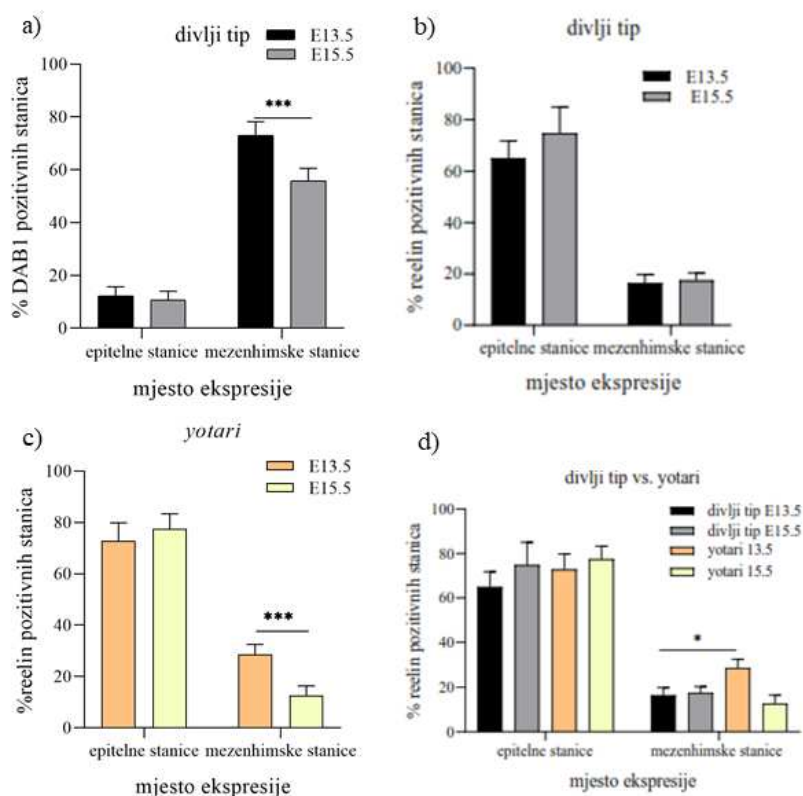 a)
divlji tip
E13.5
E15.5
***
% DAB1 pozitivnih stanica
100
80
60
40
20
0
epitelne stanice mezenhimske stanice
mjesto ekspresije
b)
divlji tip
E13.5
E15.5
% reelin pozitivnih stanica
100
80
60
40
20
0
epitelne stanice mezenhimske stanice
mjesto ekspresije
c)
yotari
E13.5
E15.5
***
%reelin pozitivnih stanica
100
80
60
40
20
0
epitelne stanice mezenhimske stanice
mjesto ekspresije
d)
divlji tip vs. yotari
divlji tip E13.5
divlji tip E15.5
yotari 13.5
yotari 15.5
*
% reelin pozitivnih stanica
100
80
60
40
20
0
epitelne stanice mezenhimske stanice
mjesto ekspresije